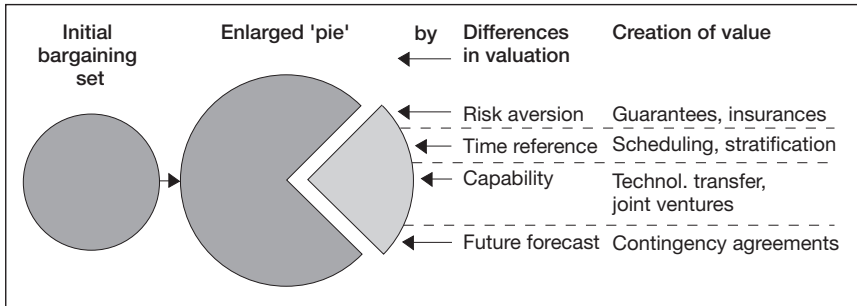 Initial bargaining set
Enlarged 'pie'
by
Differences in valuation
Creation of value
Risk aversion
Guarantees, insurances
Time reference
Scheduling, stratification
Capability
Technol. transfer,
joint ventures
Future forecast
Contingency agreements